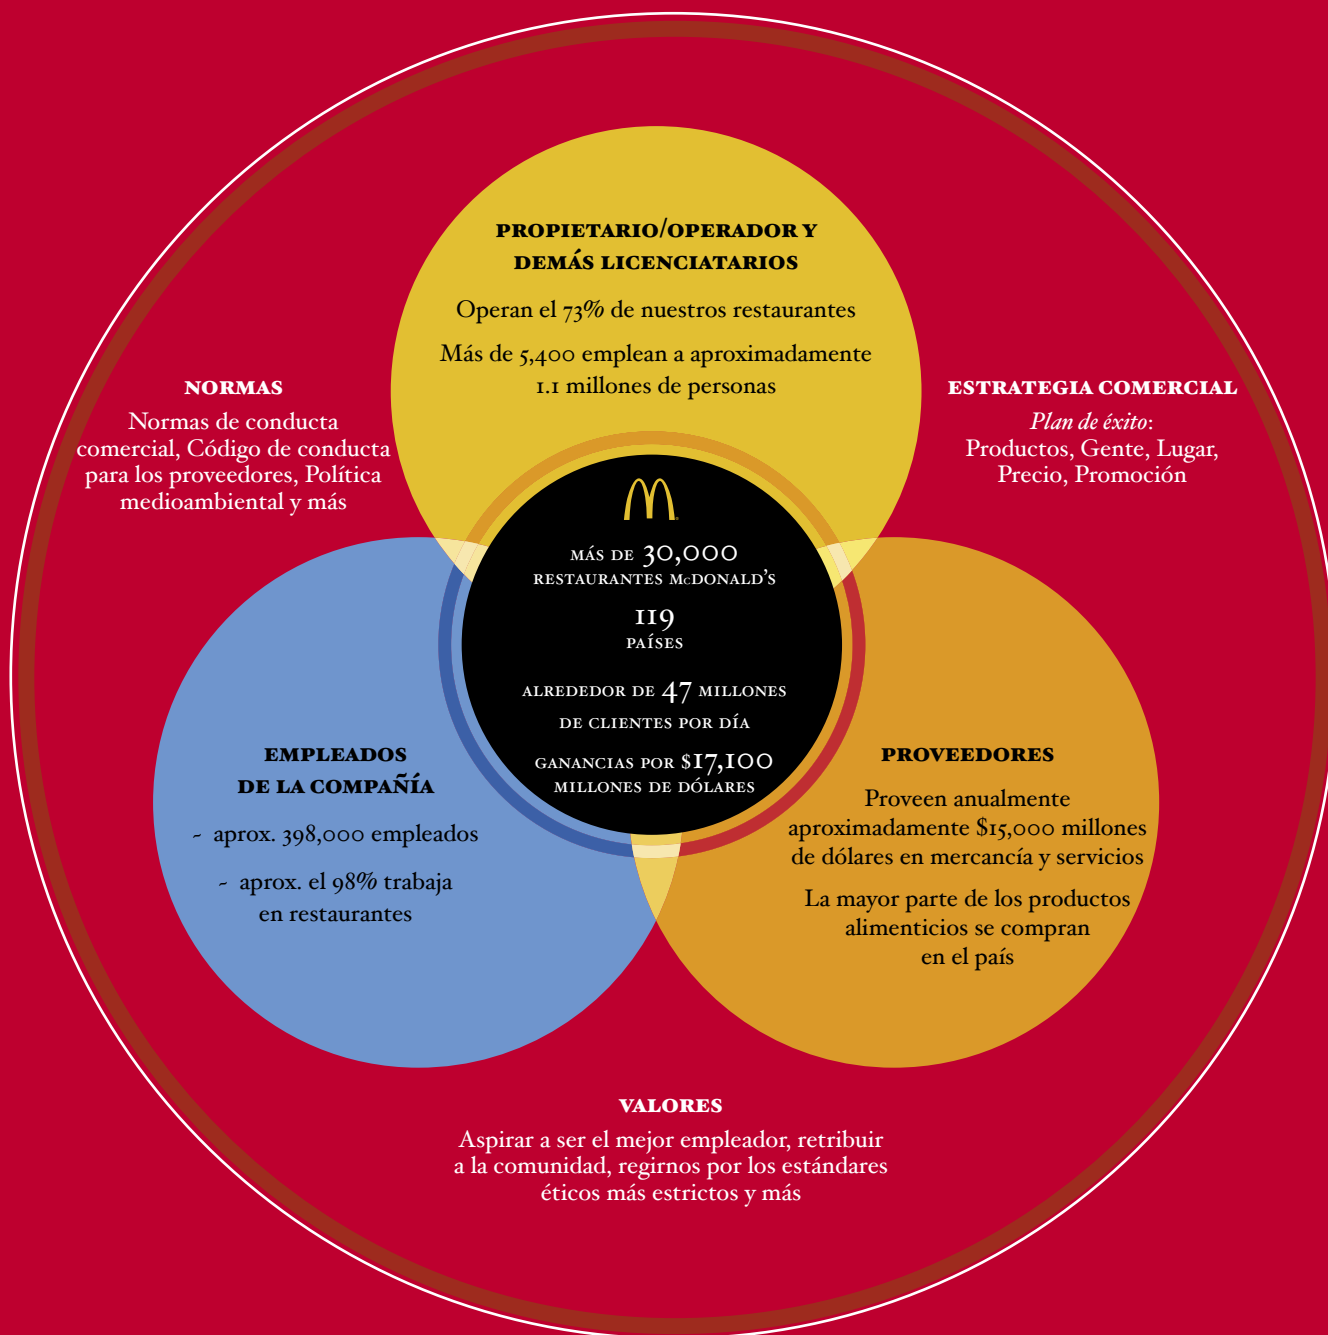 PROPIETARIO/OPERADOR Y
DEMÁS LICENCIATARIOS
Operan el 73% de nuestros restaurantes
Más de 5,400 emplean a aproximadamente
1.1 millones de personas
NORMAS
Normas de conducta
comercial, Código de conducta
para los proveedores, Política
medioambiental y más
ESTRATEGIA COMERCIAL
Plan de éxito:
Productos, Gente, Lugar,
Precio, Promoción
MÁS DE 30,000
RESTAURANTES McDONALD'S
119
PAÍSES
ALREDEDOR DE 47 MILLONES
DE CLIENTES POR DÍA
GANANCIAS POR $17,100
MILLONES DE DÓLARES
EMPLEADOS
DE LA COMPAÑÍA
~ aprox. 398,000 empleados
~ aprox. el 98% trabaja
en restaurantes
PROVEEDORES
Proveen anualmente
aproximadamente $15,000 millones
de dólares en mercancía y servicios
La mayor parte de los productos
alimenticios se compran
en el país
VALORES
Aspirar a ser el mejor empleador, retribuir
a la comunidad, regirnos por los estándares
éticos más estrictos y más